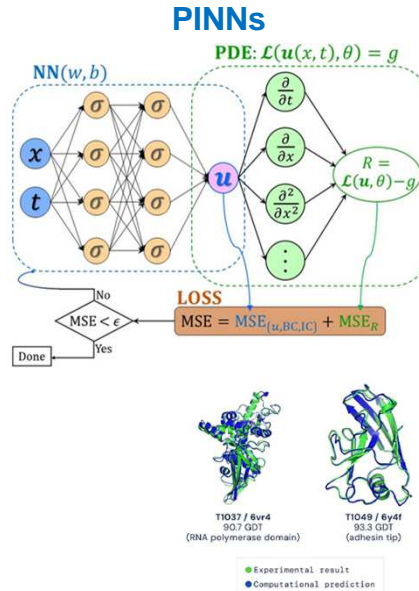 PINNs
PDE: ℒ(u(x, t), θ) = g
NN(w, b)
x
t
σ σ
σ σ
σ σ
σ σ
u
∂/∂t
∂/∂x
∂²/∂x²
⋮
R =
ℒ(u, θ)−g
LOSS
MSE = MSE{u,BC,IC} + MSE_R
No
MSE < ϵ
Yes
Done
T1037 / 6vr4
90.7 GDT
(RNA polymerase domain)
T1049 / 6y4f
93.3 GDT
(adhesin tip)
Experimental result
Computational prediction